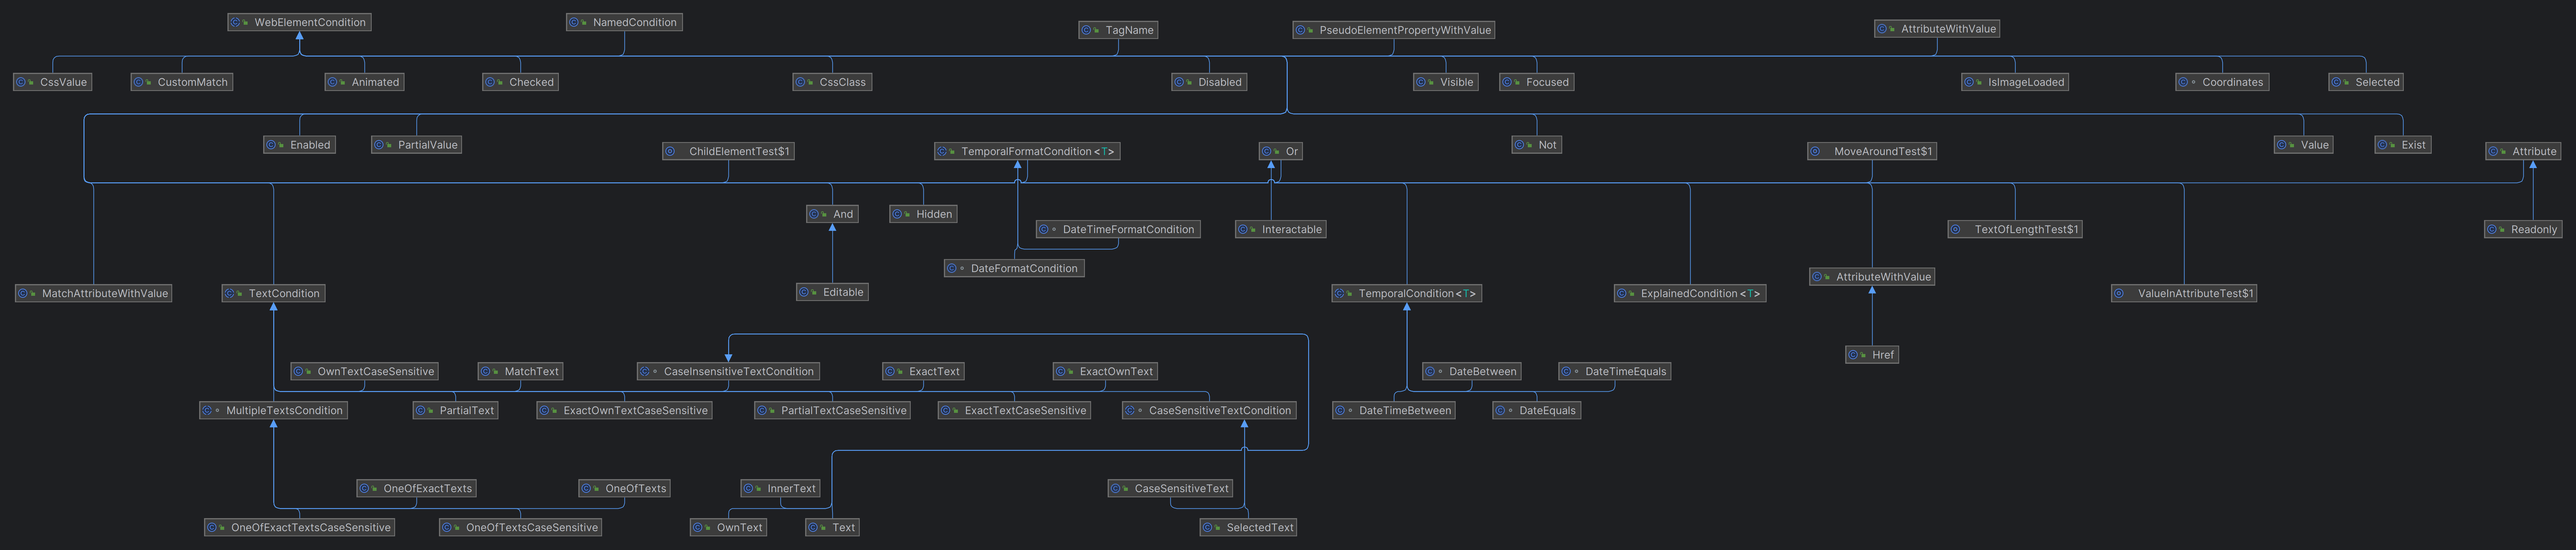 WebElementCondition
NamedCondition
TagName
PseudoElementPropertyWithValue
AttributeWithValue
CssValue
CustomMatch
Animated
Checked
CssClass
Disabled
Visible
Focused
IsImageLoaded
Coordinates
Selected
Enabled
PartialValue
ChildElementTest$1
TemporalFormatCondition<T>
Or
Not
MoveAroundTest$1
Value
Exist
Attribute
And
Hidden
DateTimeFormatCondition
Interactable
TextOfLengthTest$1
Readonly
DateFormatCondition
AttributeWithValue
MatchAttributeWithValue
TextCondition
Editable
TemporalCondition<T>
ExplainedCondition<T>
ValueInAttributeTest$1
Href
OwnTextCaseSensitive
MatchText
CaseInsensitiveTextCondition
ExactText
ExactOwnText
DateBetween
DateTimeEquals
MultipleTextsCondition
PartialText
ExactOwnTextCaseSensitive
PartialTextCaseSensitive
ExactTextCaseSensitive
CaseSensitiveTextCondition
DateTimeBetween
DateEquals
OneOfExactTexts
OneOfTexts
InnerText
CaseSensitiveText
OneOfExactTextsCaseSensitive
OneOfTextsCaseSensitive
OwnText
Text
SelectedText